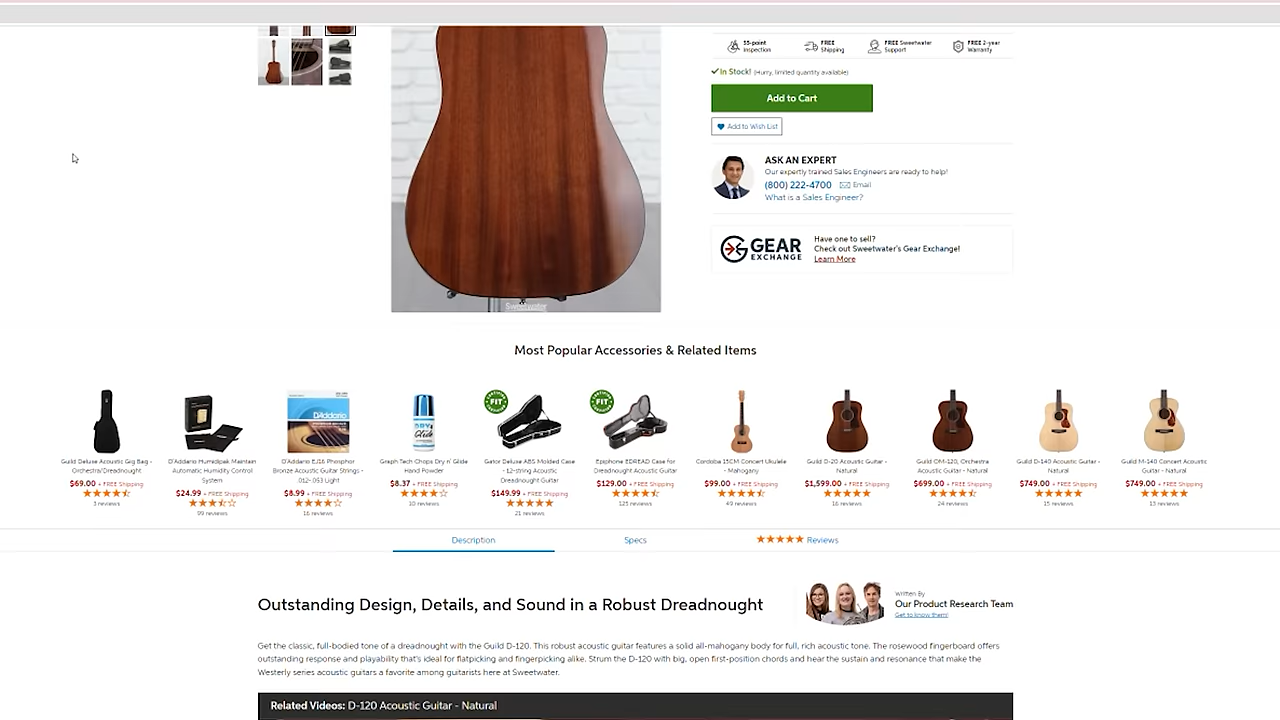 55-point
Inspection
FREE
Shipping
FREE Sweetwater
Support
FREE 2-year
Warranty
In Stock! (Hurry, limited quantity available)
Add to Cart
Add to Wish List
ASK AN EXPERT
Our expertly trained Sales Engineers are ready to help!
(800) 222-4700 Email
What is a Sales Engineer?
GEAR
EXCHANGE
Have one to sell?
Check out Sweetwater's Gear Exchange!
Learn More
Sweetwater
Most Popular Accessories & Related Items
Guild Deluxe Acoustic Gig Bag -
Orchestra/Dreadnought
$69.00 + FREE Shipping
3 reviews
D'Addario Humidipak Maintain
Automatic Humidity Control
System
$24.99 + FREE Shipping
99 reviews
D'Addario
D'Addario EJ16 Phosphor
Bronze Acoustic Guitar Strings -
.012-.053 Light
$8.99 + FREE Shipping
16 reviews
DRY
Glide
Graph Tech Chops Dry n' Glide
Hand Powder
$8.37 + FREE Shipping
10 reviews
FIT
Gator Deluxe ABS Molded Case
- 12-string Acoustic
Dreadnought Guitar
$149.99 + FREE Shipping
21 reviews
FIT
Epiphone EDREAD Case for
Dreadnought Acoustic Guitar
$129.00 + FREE Shipping
125 reviews
Cordoba 15CM Concert Ukulele
- Mahogany
$99.00 + FREE Shipping
49 reviews
Guild D-20 Acoustic Guitar -
Natural
$1,599.00 + FREE Shipping
16 reviews
Guild OM-120, Orchestra
Acoustic Guitar - Natural
$699.00 + FREE Shipping
24 reviews
Guild D-140 Acoustic Guitar -
Natural
$749.00 + FREE Shipping
15 reviews
Guild M-140 Concert Acoustic
Guitar - Natural
$749.00 + FREE Shipping
13 reviews
Description
Specs
Reviews
Outstanding Design, Details, and Sound in a Robust Dreadnought
Written By
Our Product Research Team
Get to know them!
Get the classic, full-bodied tone of a dreadnought with the Guild D-120. This robust acoustic guitar features a solid all-mahogany body for full, rich acoustic tone. The rosewood fingerboard offers
outstanding response and playability that's ideal for flatpicking and fingerpicking alike. Strum the D-120 with big, open first-position chords and hear the sustain and resonance that make the
Westerly series acoustic guitars a favorite among guitarists here at Sweetwater.
Related Videos: D-120 Acoustic Guitar - Natural